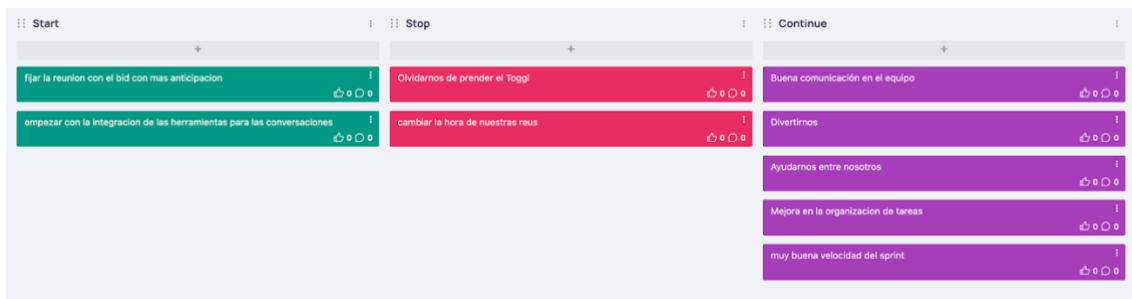 Start
+
fijar la reunion con el bid con mas anticipacion
0 0
empezar con la integracion de las herramientas para las conversaciones
0 0
Stop
+
Olvidarnos de prender el Toggl
0 0
cambiar la hora de nuestras reus
0 0
Continue
+
Buena comunicación en el equipo
0 0
Divertirnos
0 0
Ayudarnos entre nosotros
0 0
Mejora en la organizacion de tareas
0 0
muy buena velocidad del sprint
0 0